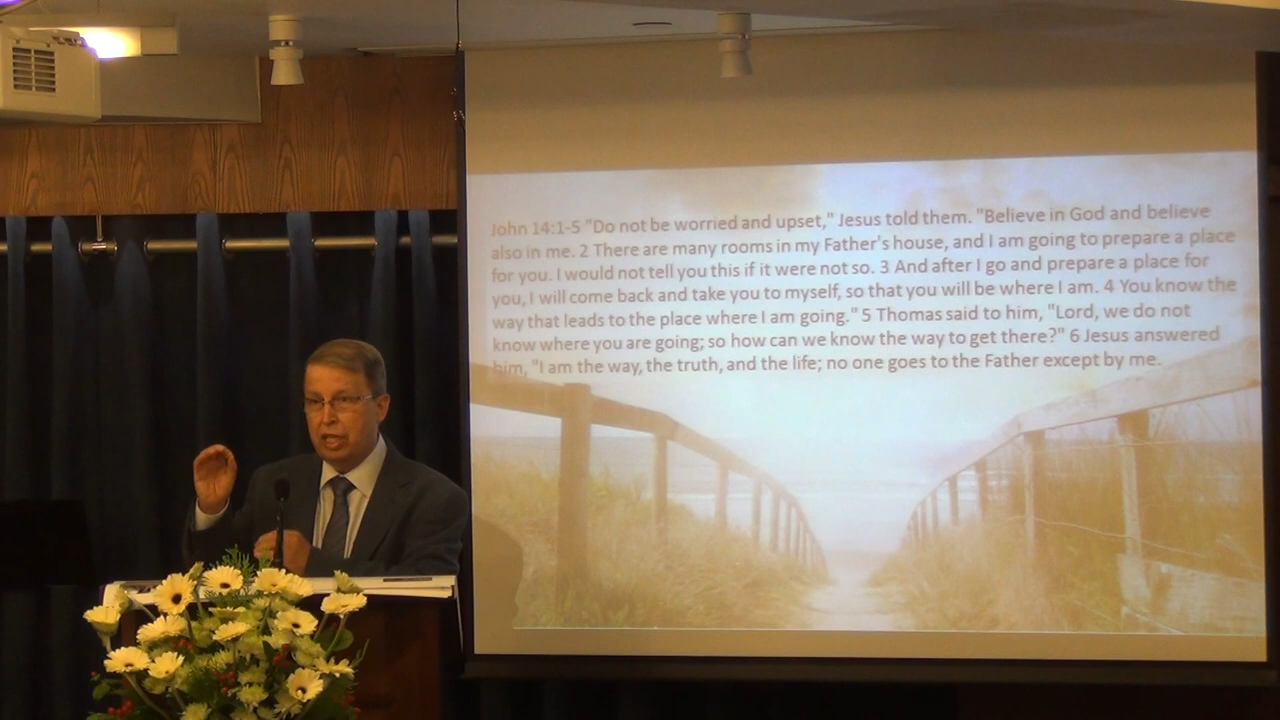 John 14:1-5 "Do not be worried and upset," Jesus told them. "Believe in God and believe
also in me. 2 There are many rooms in my Father's house, and I am going to prepare a place
for you. I would not tell you this if it were not so. 3 And after I go and prepare a place for
you, I will come back and take you to myself, so that you will be where I am. 4 You know the
way that leads to the place where I am going." 5 Thomas said to him, "Lord, we do not
know where you are going; so how can we know the way to get there?" 6 Jesus answered
him, "I am the way, the truth, and the life; no one goes to the Father except by me.